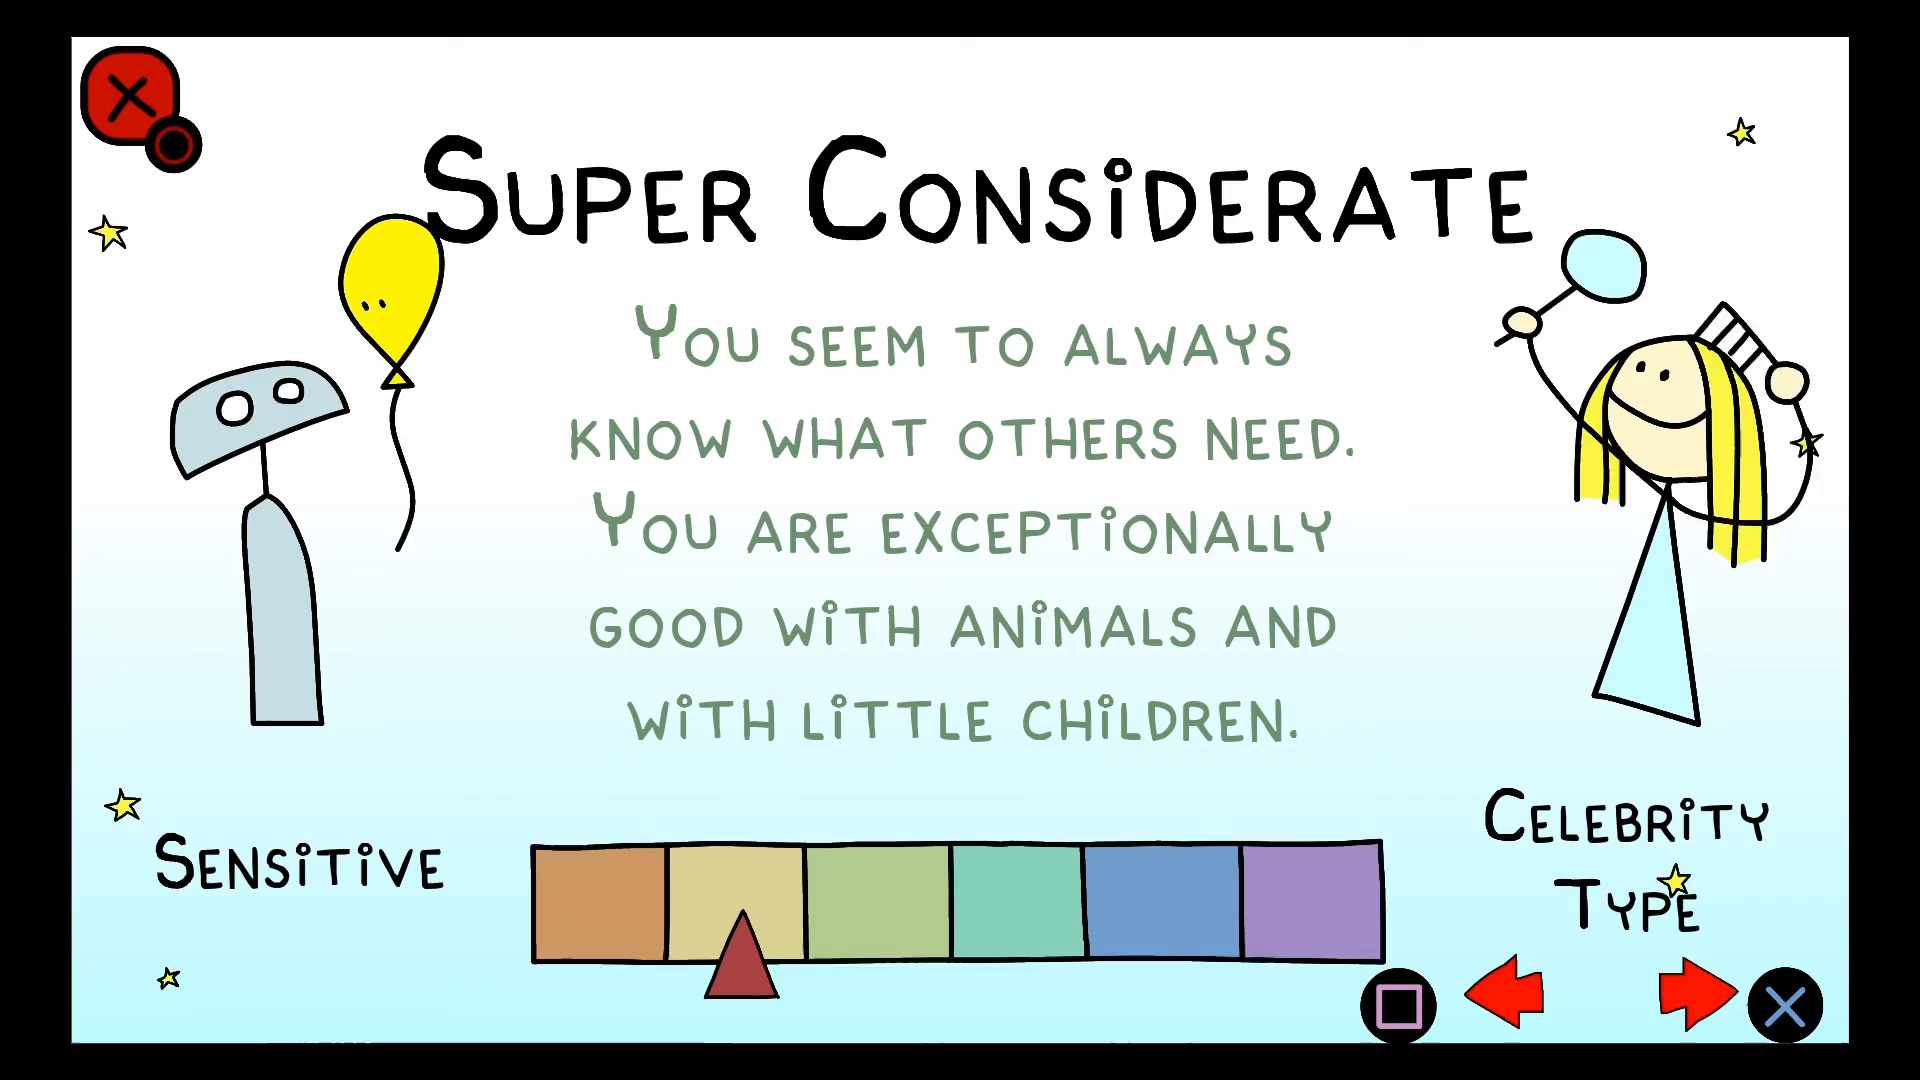 Super Considerate
You seem to always
know what others need.
You are exceptionally
good with animals and
with little children.
Sensitive
Celebrity
Type